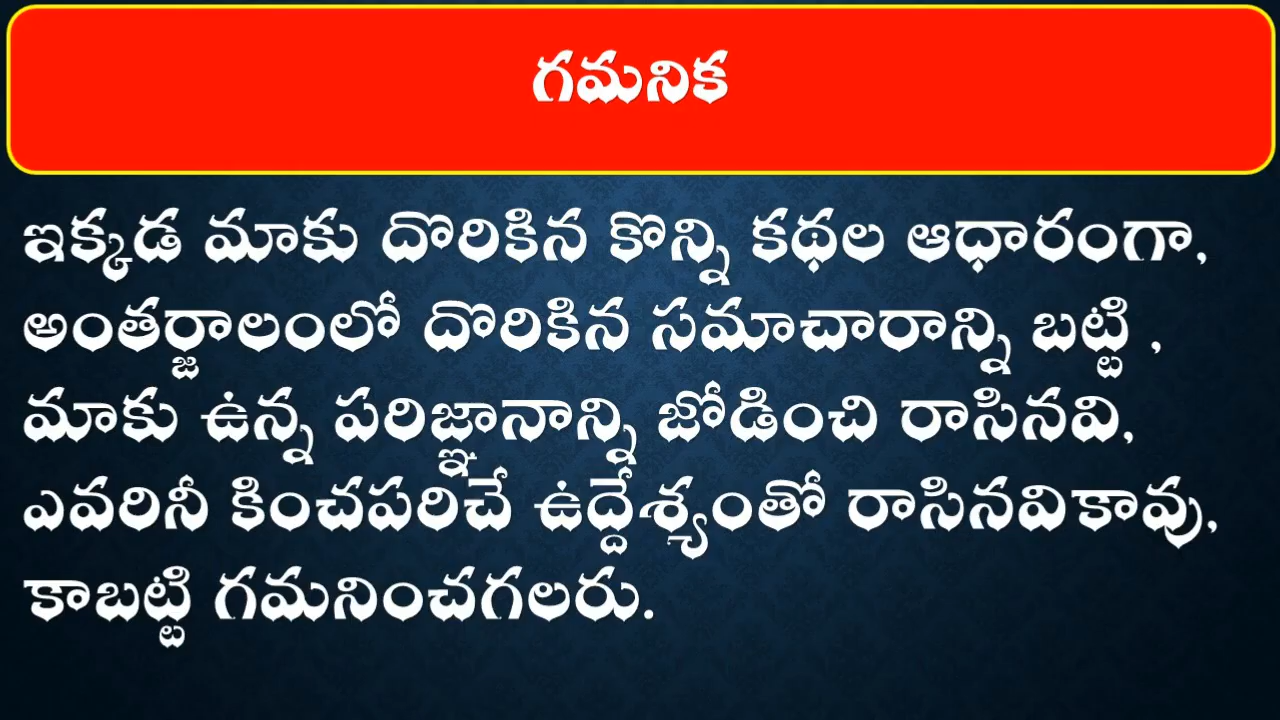 గమనిక
ఇక్కడ మాకు దొరికిన కొన్ని కథల ఆధారంగా,
అంతర్జాలంలో దొరికిన సమాచారాన్ని బట్టి ,
మాకు ఉన్న పరిజ్ఞానాన్ని జోడించి రాసినవి,
ఎవరినీ కించపరిచే ఉద్దేశ్యంతో రాసినవికావు,
కాబట్టి గమనించగలరు.